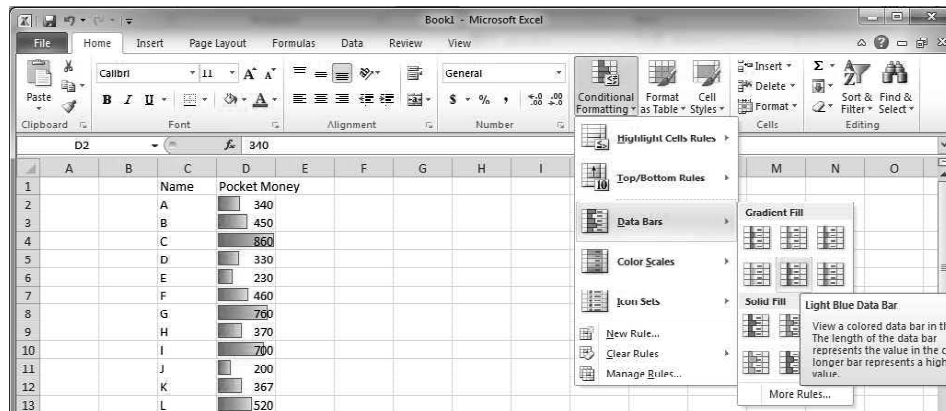 Book1 - Microsoft Excel
File Home Insert Page Layout Formulas Data Review View
Calibri 11 A A General Insert Σ
Paste B I U A $ % , .0 .00 .00 .0 Conditional Formatting Format as Table Cell Styles Delete Format Sort & Filter Find & Select
Clipboard Font Alignment Number Cells Editing
D2 fx 340
A B C D E F G H I M N O
1 Name Pocket Money
2 A 340
3 B 450
4 C 860
5 D 330
6 E 230
7 F 460
8 G 760
9 H 370
10 I 700
11 J 200
12 K 367
13 L 520
Highlight Cells Rules
Top/Bottom Rules
Data Bars
Color Scales
Icon Sets
New Rule...
Clear Rules
Manage Rules...
Gradient Fill
Solid Fill
Light Blue Data Bar
View a colored data bar in th
The length of the data bar
represents the value in the c
longer bar represents a high
value.
More Rules...